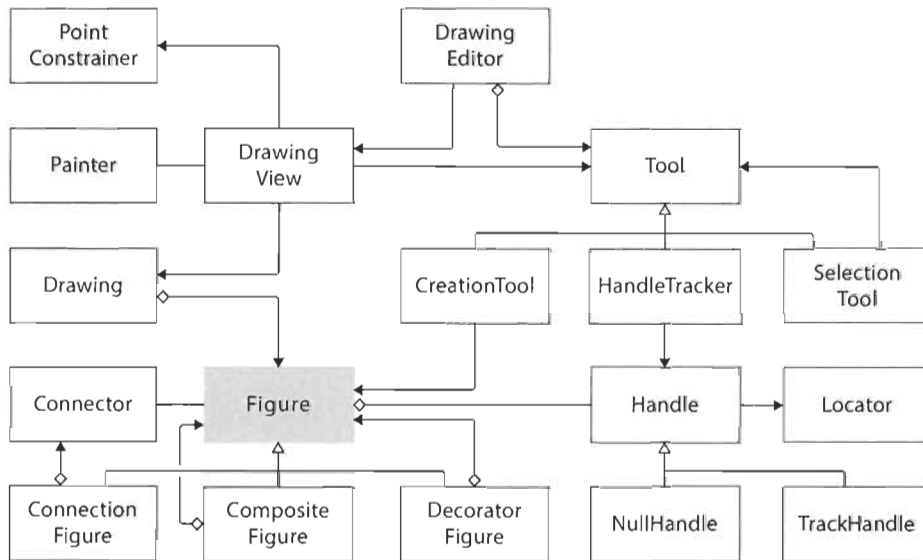 Point
Constrainer
Drawing
Editor
Painter
Drawing
View
Tool
Drawing
CreationTool
HandleTracker
Selection
Tool
Connector
Figure
Handle
Locator
Connection
Figure
Composite
Figure
Decorator
Figure
NullHandle
TrackHandle